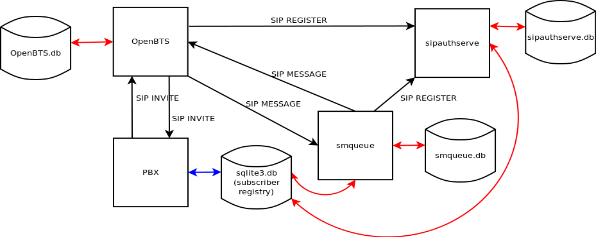 SIP REGISTER
OpenBTS
OpenBTS.db
sipauthserve
sipauthserve.db
SIP MESSAGE
SIP INVITE
SIP MESSAGE
SIP REGISTER
SIP INVITE
smqueue
smqueue.db
PBX
sqlite3.db
(subscriber
registry)